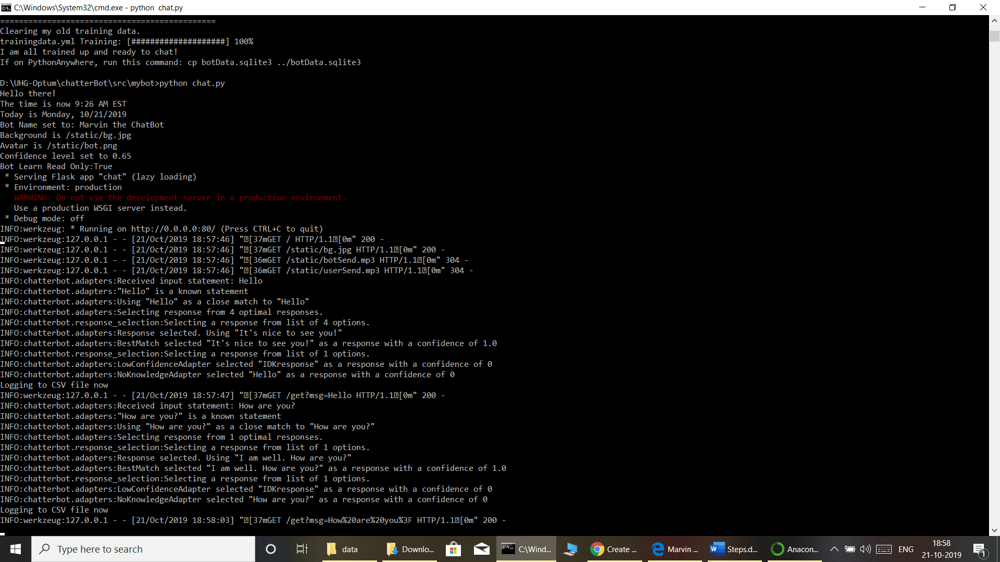 C:\Windows\System32\cmd.exe - python  chat.py
==============================================
Clearing my old training data.
trainingdata.yml Training: [####################] 100%
I am all trained up and ready to chat!
If on PythonAnywhere, run this command: cp botData.sqlite3 ../botData.sqlite3
D:\UHG-Optum\chatterBot\src\mybot>python chat.py
Hello there!
The time is now 9:26 AM EST
Today is Monday, 10/21/2019
Bot Name set to: Marvin the ChatBot
Background is /static/bg.jpg
Avatar is /static/bot.png
Confidence level set to 0.65
Bot Learn Read Only:True
 * Serving Flask app "chat" (lazy loading)
 * Environment: production
   WARNING: Do not use the development server in a production environment.
   Use a production WSGI server instead.
 * Debug mode: off
INFO:werkzeug: * Running on http://0.0.0.0:80/ (Press CTRL+C to quit)
INFO:werkzeug:127.0.0.1 - - [21/Oct/2019 18:57:46] "[37mGET / HTTP/1.1[0m" 200 -
INFO:werkzeug:127.0.0.1 - - [21/Oct/2019 18:57:46] "[37mGET /static/bg.jpg HTTP/1.1[0m" 200 -
INFO:werkzeug:127.0.0.1 - - [21/Oct/2019 18:57:46] "[36mGET /static/botSend.mp3 HTTP/1.1[0m" 304 -
INFO:werkzeug:127.0.0.1 - - [21/Oct/2019 18:57:46] "[36mGET /static/userSend.mp3 HTTP/1.1[0m" 304 -
INFO:chatterbot.adapters:Received input statement: Hello
INFO:chatterbot.adapters:"Hello" is a known statement
INFO:chatterbot.adapters:Using "Hello" as a close match to "Hello"
INFO:chatterbot.adapters:Selecting response from 4 optimal responses.
INFO:chatterbot.response_selection:Selecting a response from list of 4 options.
INFO:chatterbot.adapters:Response selected. Using "It's nice to see you!"
INFO:chatterbot.adapters:BestMatch selected "It's nice to see you!" as a response with a confidence of 1.0
INFO:chatterbot.response_selection:Selecting a response from list of 1 options.
INFO:chatterbot.adapters:LowConfidenceAdapter selected "IDKresponse" as a response with a confidence of 0
INFO:chatterbot.adapters:NoKnowledgeAdapter selected "Hello" as a response with a confidence of 0
Logging to CSV file now
INFO:werkzeug:127.0.0.1 - - [21/Oct/2019 18:57:47] "[37mGET /get?msg=Hello HTTP/1.1[0m" 200 -
INFO:chatterbot.adapters:Received input statement: How are you?
INFO:chatterbot.adapters:"How are you?" is a known statement
INFO:chatterbot.adapters:Using "How are you?" as a close match to "How are you?"
INFO:chatterbot.adapters:Selecting response from 1 optimal responses.
INFO:chatterbot.response_selection:Selecting a response from list of 1 options.
INFO:chatterbot.adapters:Response selected. Using "I am well. How are you?"
INFO:chatterbot.adapters:BestMatch selected "I am well. How are you?" as a response with a confidence of 1.0
INFO:chatterbot.response_selection:Selecting a response from list of 1 options.
INFO:chatterbot.adapters:LowConfidenceAdapter selected "IDKresponse" as a response with a confidence of 0
INFO:chatterbot.adapters:NoKnowledgeAdapter selected "How are you?" as a response with a confidence of 0
Logging to CSV file now
INFO:werkzeug:127.0.0.1 - - [21/Oct/2019 18:58:03] "[37mGET /get?msg=How%20are%20you%3F HTTP/1.1[0m" 200 -
Type here to search data Downlo... C:\Wind... Create ... Marvin ... Steps.d... Anacon... ENG 18:58
21-10-2019 1